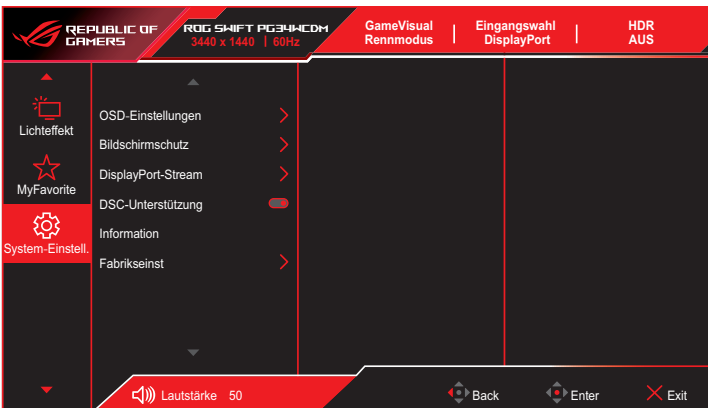 REPUBLIC OF
GAMERS
ROG SWIFT PG34WCDM
3440 x 1440 | 60Hz
GameVisual
Rennmodus
Eingangswahl
DisplayPort
HDR
AUS
Lichteffekt
MyFavorite
System-Einstell.
OSD-Einstellungen
Bildschirmschutz
DisplayPort-Stream
DSC-Unterstützung
Information
Fabrikseinst
Lautstärke 50
Back
Enter
Exit